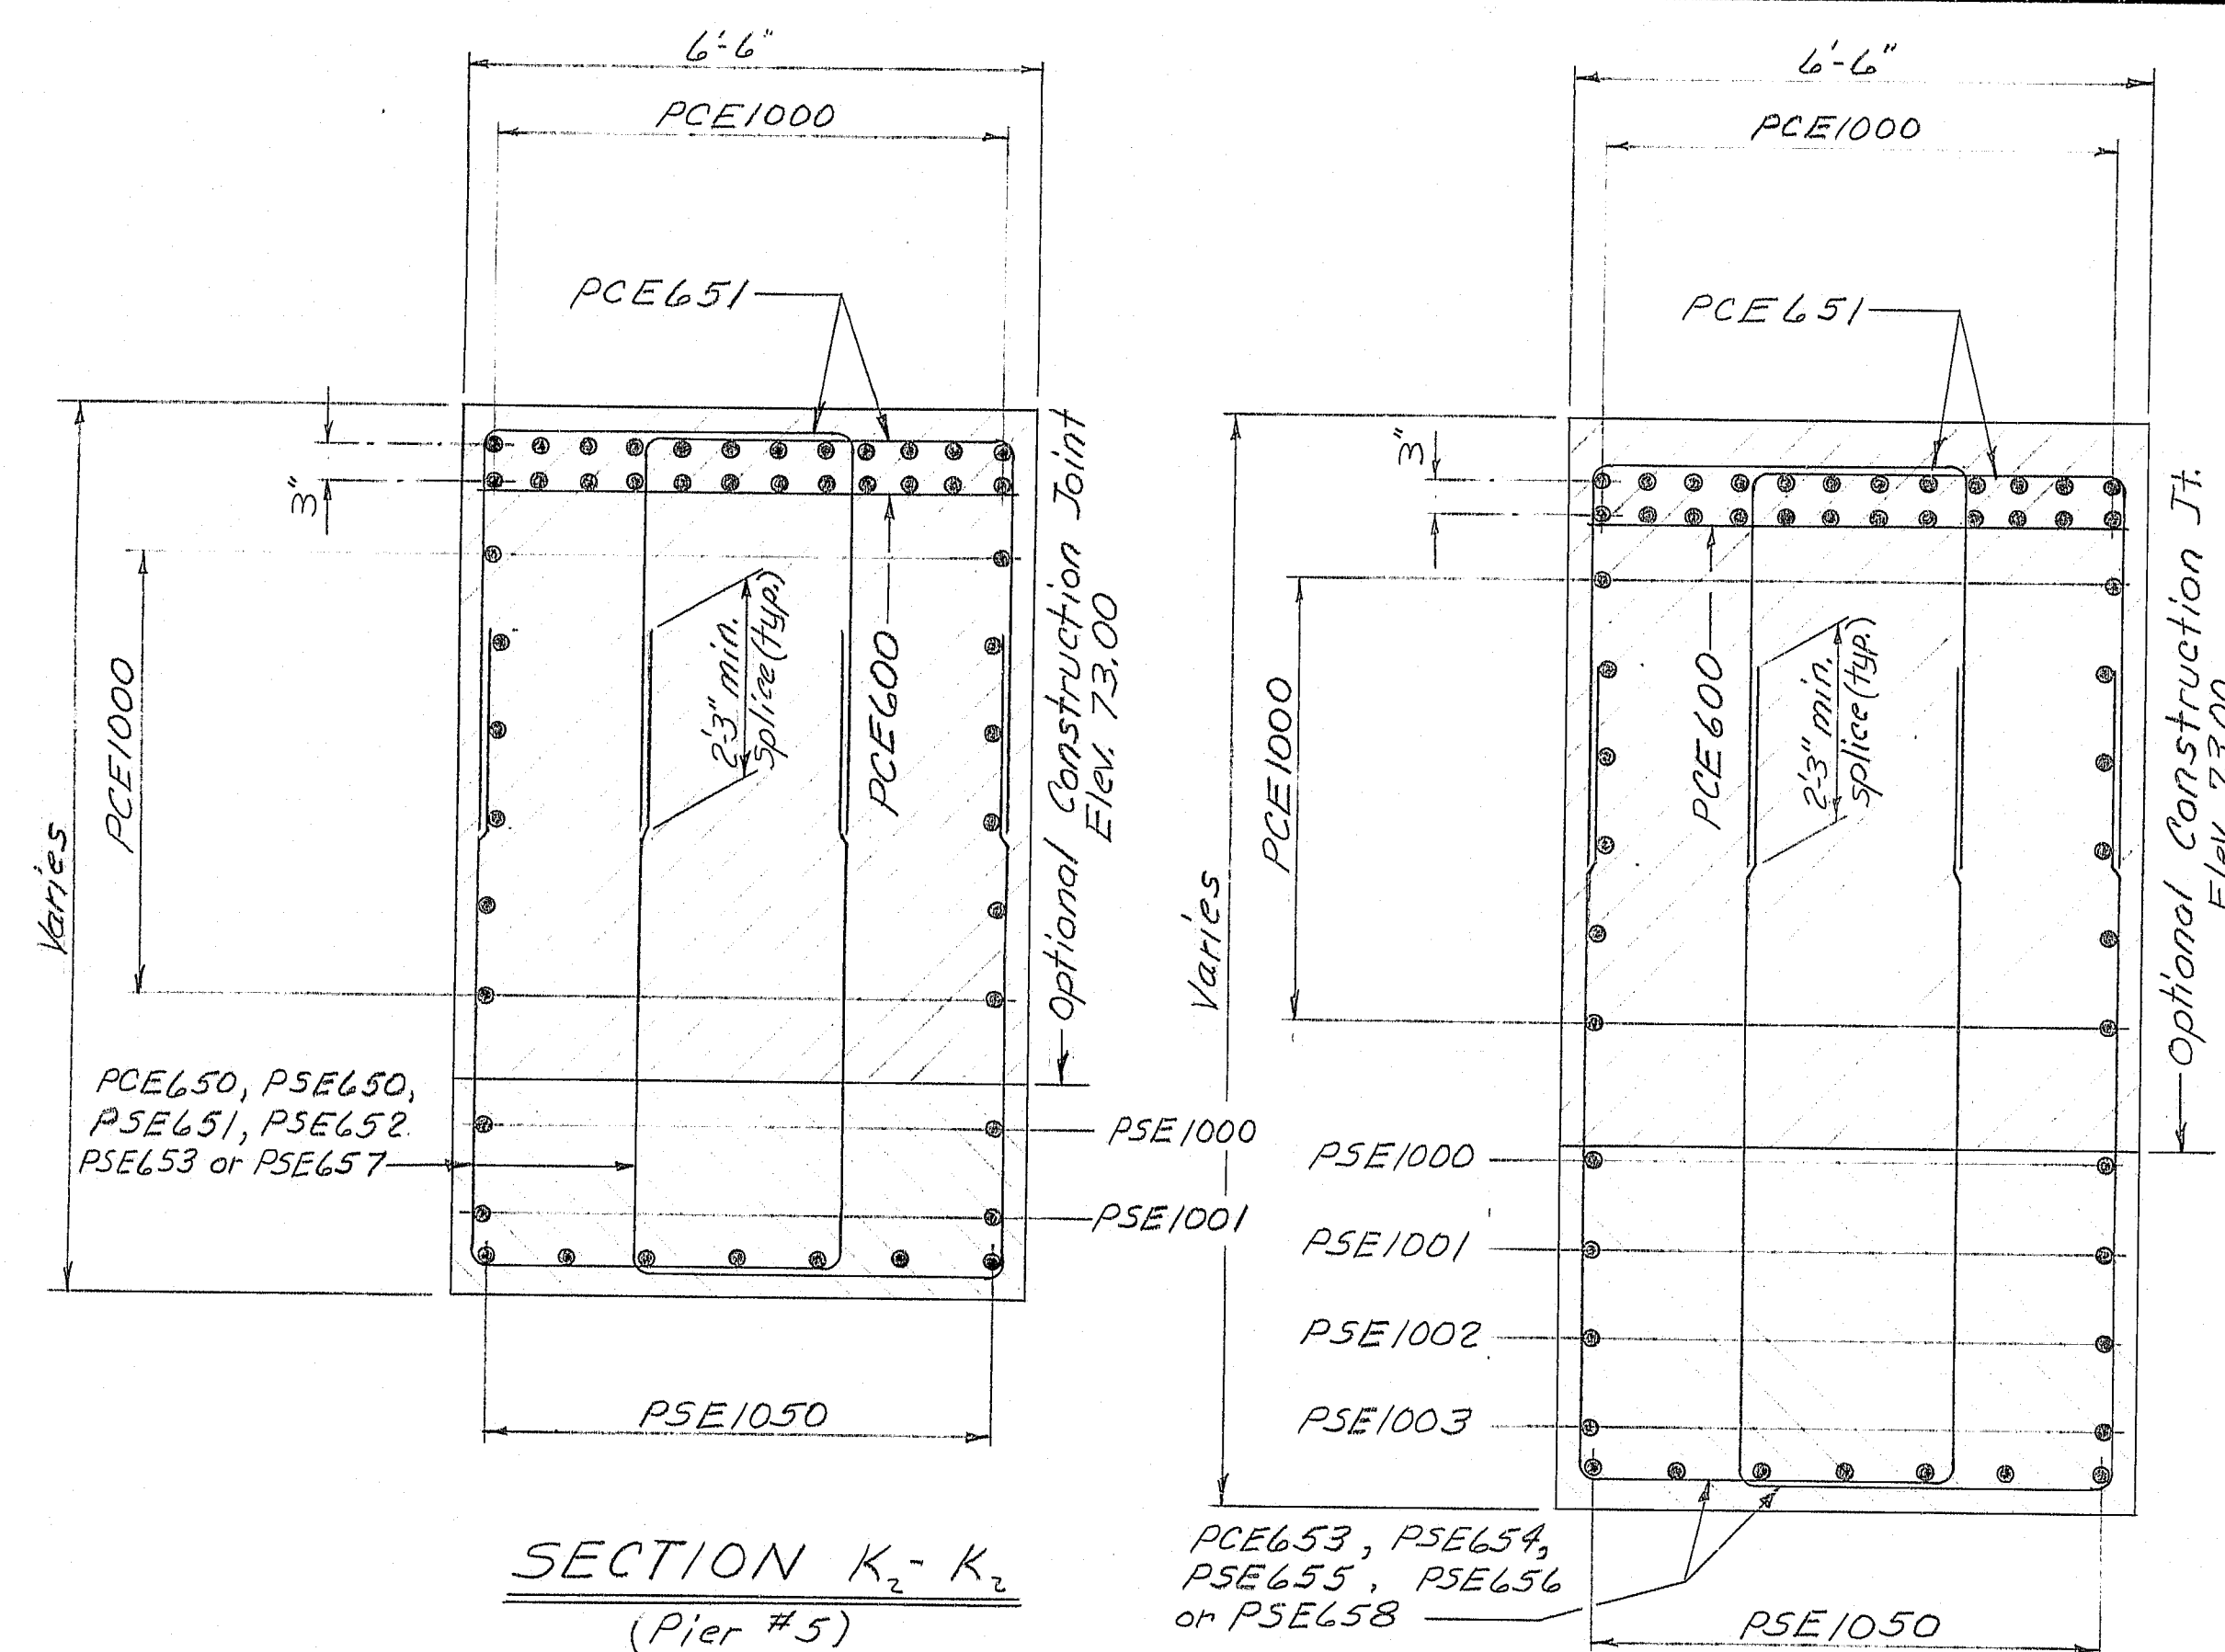 6'-6"
PCE1000
PCE651
3"
PCE1000
Varies
2'-3" min.
splice (typ.)
PCE600
Optional Construction Joint
Elev. 73.00
PCE650, PSE650,
PSE651, PSE652.
PSE653 or PSE657
PSE1000
PSE1001
PSE1050
SECTION K₂-K₂
(Pier #5)
6'-6"
PCE1000
PCE651
3"
PCE1000
Varies
2'-3" min.
splice (typ.)
PCE600
Optional Construction Jt.
Elev. 73.00
PSE1000
PSE1001
PSE1002
PSE1003
PCE653, PSE654,
PSE655, PSE656
or PSE658
PSE1050